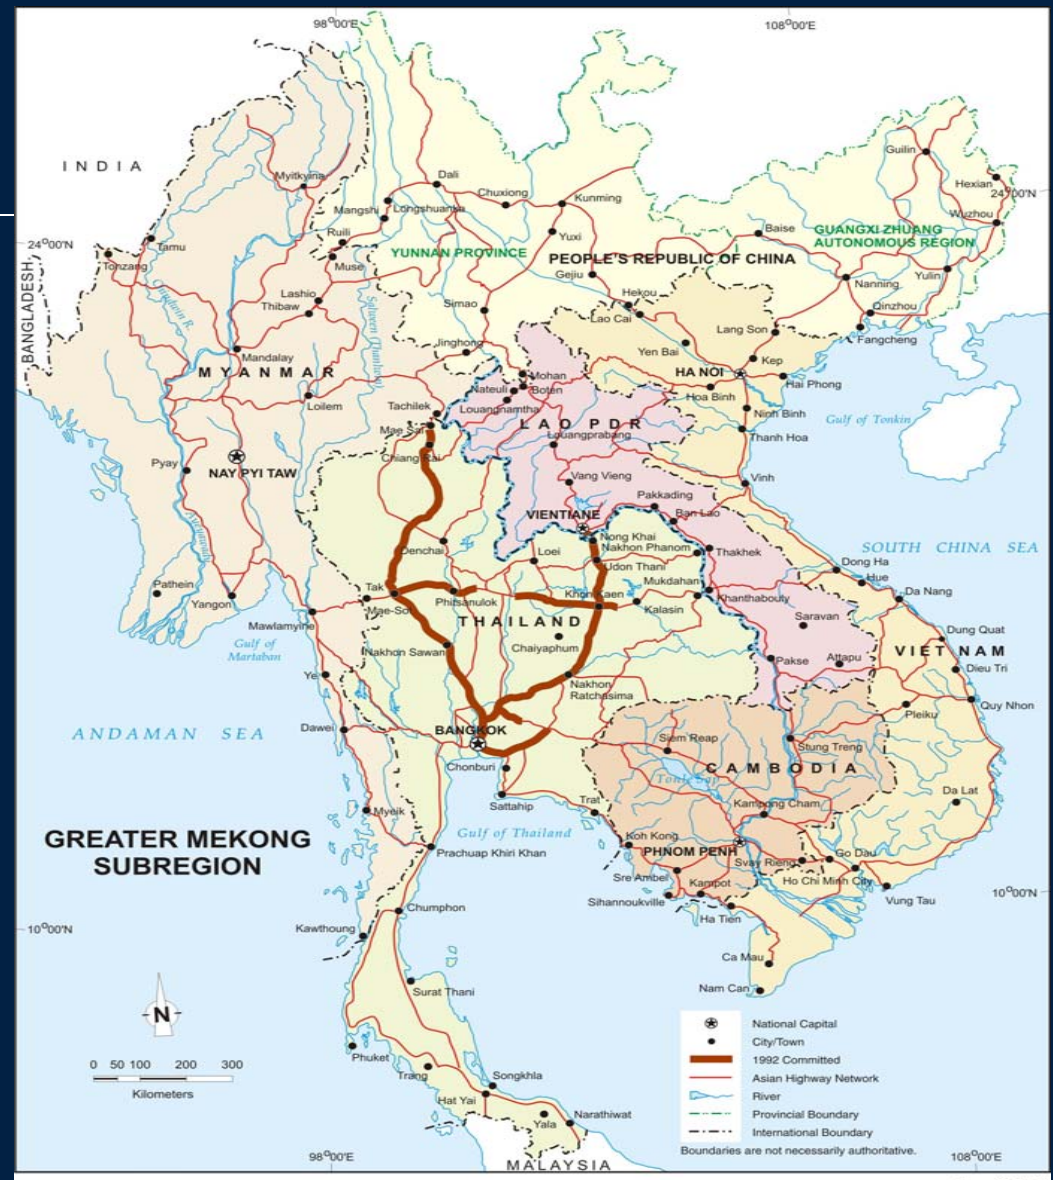 98°00'E
108°00'E
INDIA
Guilin
Hexian
24°00'N
Wuzhou
Myitkyina
Dali
Chuxiong
Kunming
Mangshi
Longshuanka
Ruili
Tamu
24°00'N
Tonzang
Muse
YUNNAN PROVINCE
Yuxi
Baise
GUANGXI ZHUANG
AUTONOMOUS REGION
PEOPLE'S REPUBLIC OF CHINA
Gejiu
Nanning
Yulin
BANGLADESH
Chindwin R.
Lashio
Thibaw
Simao
Hekou
Lao Cai
Qinzhou
Lang Son
Fangcheng
Jinghong
Yen Bai
Kep
Mandalay
MYANMAR
Mohan
HA NOI
Hai Phong
Nateuli
Boten
Hoa Binh
Loilem
Tachilek
Louangnamtha
Ninh Binh
Gulf of Tonkin
Mae Sai
LAO PDR
Louangprabang
Thanh Hoa
Chiang Rai
Pyay
NAY PYI TAW
Vang Vieng
Vinh
Pakkading
VIENTIANE
Ban Lao
Nong Khai
Denchai
Loei
Nakhon Phanom
Thakhek
SOUTH CHINA SEA
Udon Thani
Dong Ha
Hue
Pathein
Yangon
Tak
Mae-Sot
Phitsanulok
Khon Kaen
Mukdahan
Kalasin
Khanthabouty
Da Nang
Mawlamyine
THAILAND
Saravan
Dung Quat
Gulf of
Martaban
Nakhon Sawan
Chaiyaphum
VIET NAM
Ye
Pakse
Attapu
Dieu Tri
Nakhon
Ratchasima
Quy Nhon
Pleiku
ANDAMAN SEA
Dawei
BANGKOK
Siem Reap
Stung Treng
Chonburi
CAMBODIA
Tonle Sap
Sattahip
Trat
Kampong Cham
Da Lat
Myeik
GREATER MEKONG
SUBREGION
Gulf of Thailand
Koh Kong
PHNOM PENH
Prachuap Khiri Khan
Svay Rieng
Go Dau
Sre Ambel
Kampot
Ho Chi Minh City
Sihannoukville
Vung Tau
10°00'N
Ha Tien
Chumphon
Kawthoung
10°00'N
Ca Mau
Nam Can
Surat Thani
N
National Capital
City/Town
1992 Committed
Asian Highway Network
River
Provincial Boundary
International Boundary
Boundaries are not necessarily authoritative.
0 50 100 200 300
Kilometers
Phuket
Trang
Songkhla
Hat Yai
Yala
Narathiwat
98°00'E
MALAYSIA
108°00'E